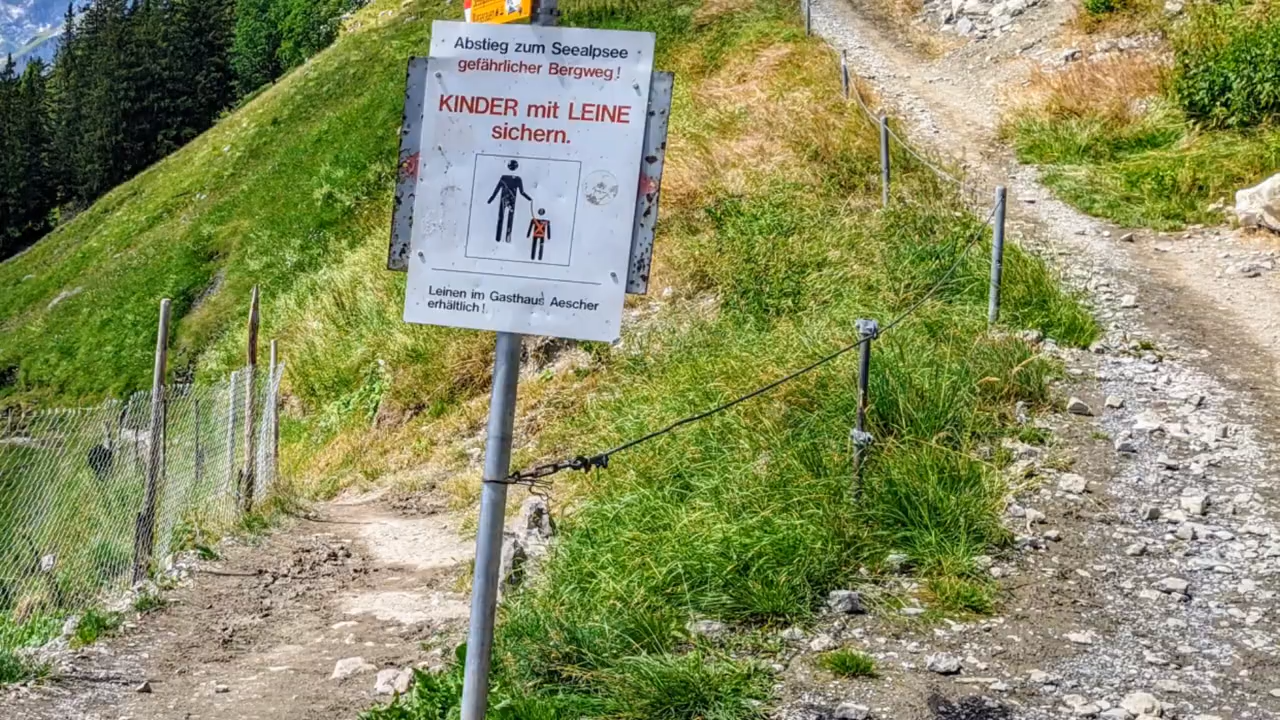 Abstieg zum Seealpsee
gefährlicher Bergweg!
KINDER mit LEINE
sichern.
Leinen im Gasthaus Aescher
erhältlich!